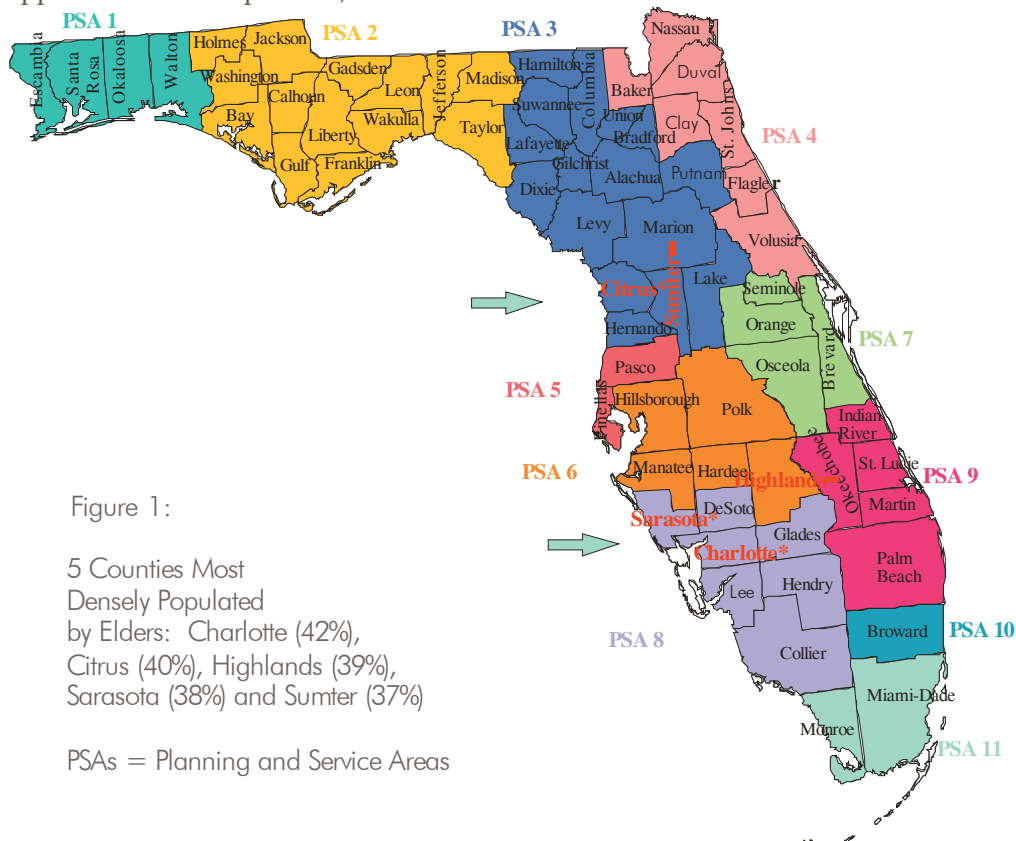 PSA 1
PSA 2
PSA 3
PSA 4
Escambia
Santa
Rosa
Okaloosa
Walton
Holmes
Jackson
Washington
Bay
Calhoun
Gulf
Gadsden
Liberty
Franklin
Leon
Wakulla
Jefferson
Madison
Taylor
Hamilton
Suwannee
Columbia
Lafayette
Dixie
Gilchrist
Union
Bradford
Alachua
Putnam
Levy
Marion
Citrus*
Sumter*
Lake
Hernando
Nassau
Baker
Duval
Clay
St. Johns
Flagler
Volusia
Seminole
Orange
Osceola
Brevard
PSA 7
Pasco
Pinellas
PSA 5
Hillsborough
Polk
Manatee
Hardee
PSA 6
Indian
River
Okeechobee
St. Lucie
Martin
Palm
Beach
PSA 9
Sarasota*
DeSoto
Charlotte*
Glades
Lee
Hendry
Collier
PSA 8
Broward
PSA 10
Miami-Dade
Monroe
PSA 11
Figure 1:
5 Counties Most
Densely Populated
by Elders: Charlotte (42%),
Citrus (40%), Highlands (39%),
Sarasota (38%) and Sumter (37%)
PSAs = Planning and Service Areas